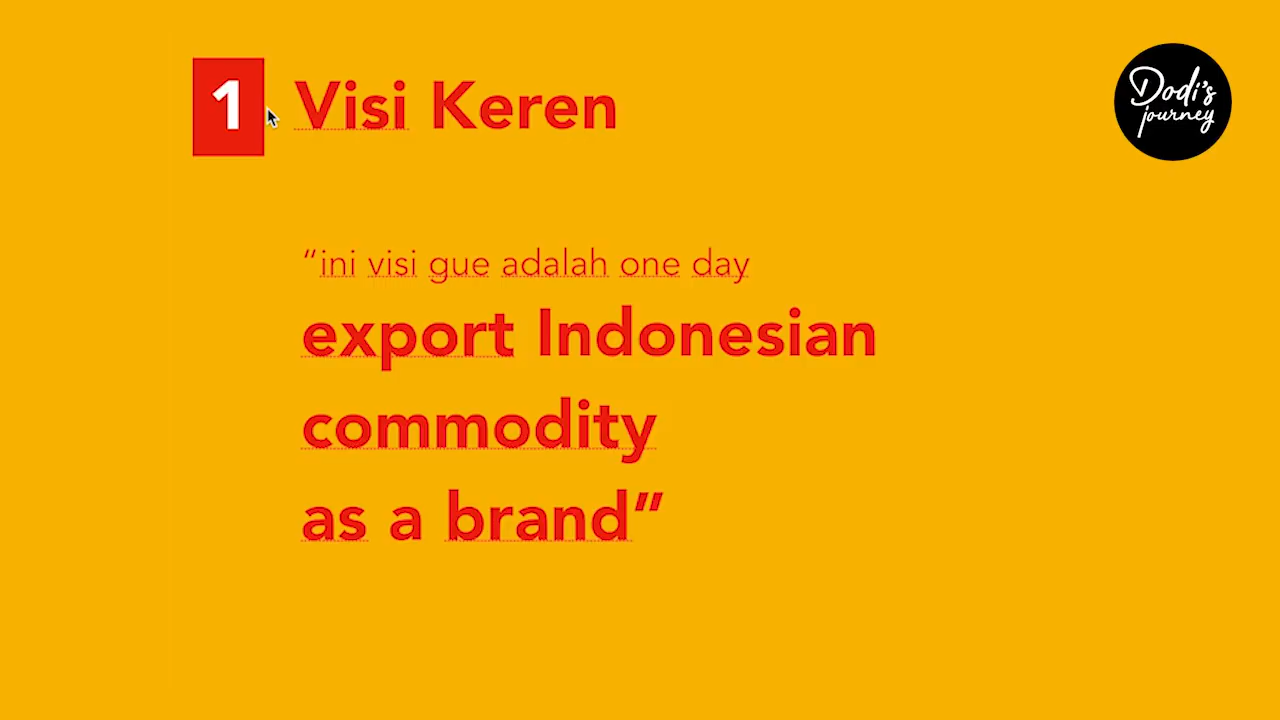 1 Visi Keren
Dodi's
journey
“ini visi gue adalah one day
export Indonesian
commodity
as a brand”